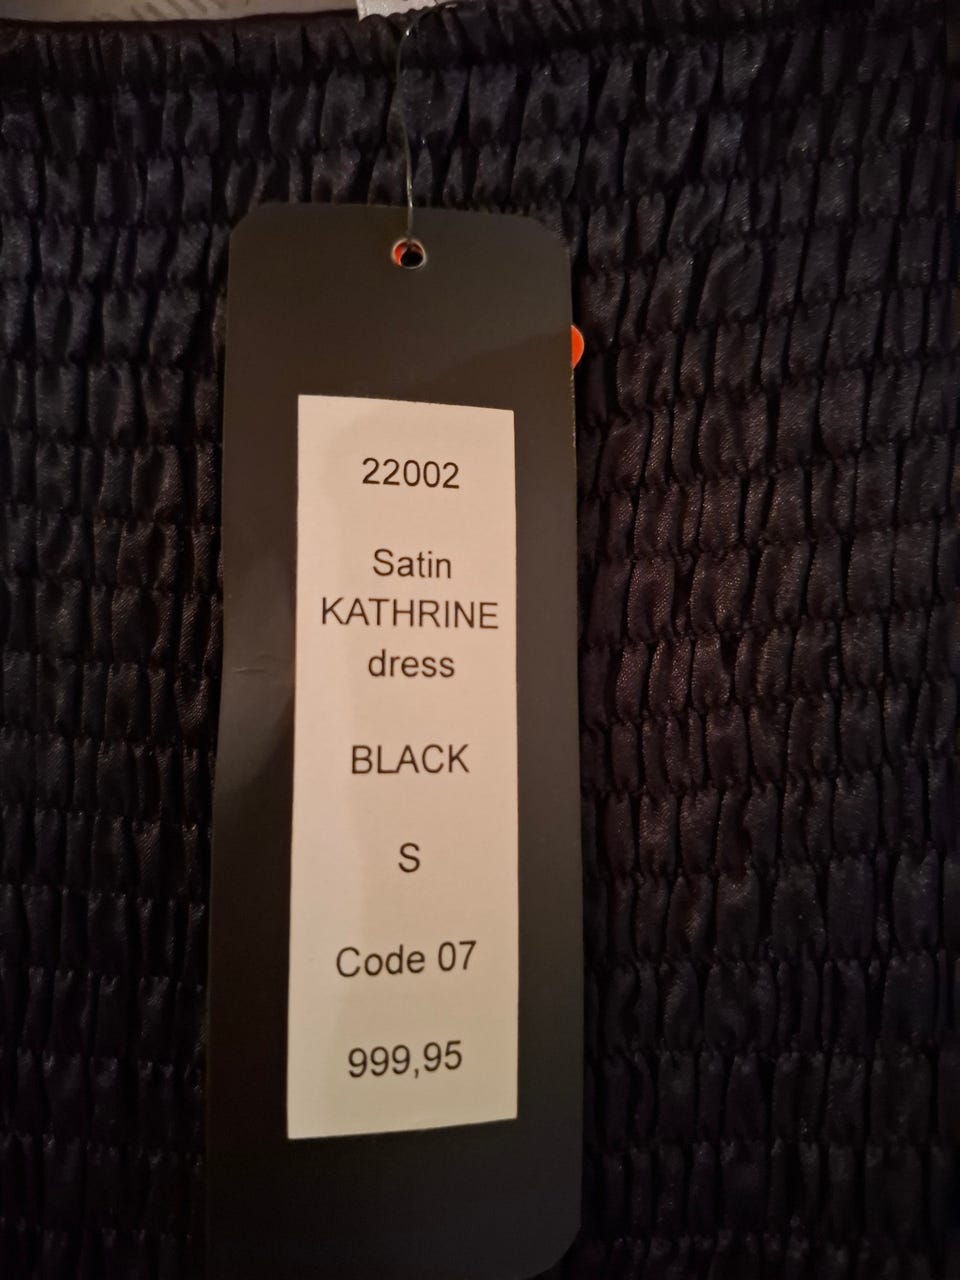 22002
Satin
KATHRINE
dress
BLACK
S
Code 07
999,95